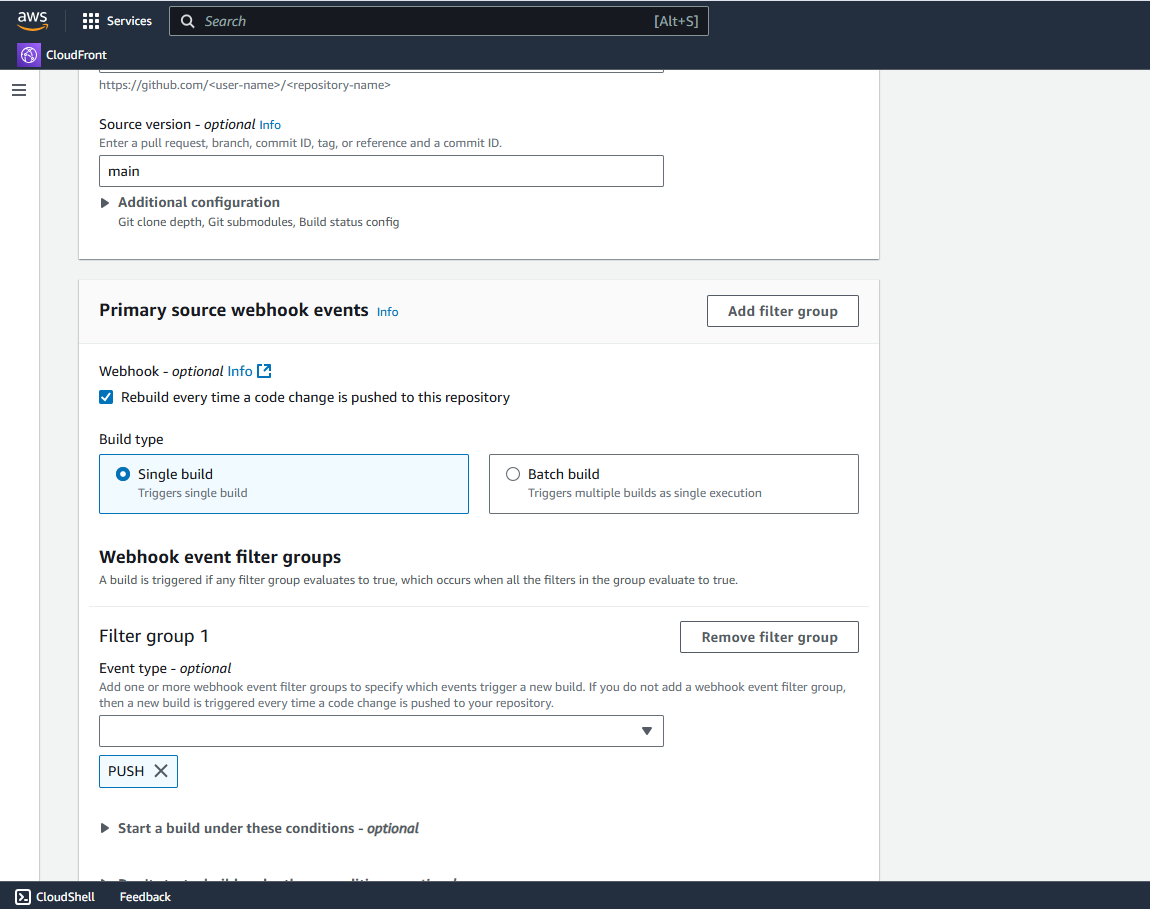 aws
Services
Search [Alt+S]
CloudFront
https://github.com/<user-name>/<repository-name>
Source version - optional Info
Enter a pull request, branch, commit ID, tag, or reference and a commit ID.
main
Additional configuration
Git clone depth, Git submodules, Build status config
Primary source webhook events Info
Add filter group
Webhook - optional Info
Rebuild every time a code change is pushed to this repository
Build type
Single build
Triggers single build
Batch build
Triggers multiple builds as single execution
Webhook event filter groups
A build is triggered if any filter group evaluates to true, which occurs when all the filters in the group evaluate to true.
Filter group 1
Remove filter group
Event type - optional
Add one or more webhook event filter groups to specify which events trigger a new build. If you do not add a webhook event filter group,
then a new build is triggered every time a code change is pushed to your repository.
PUSH
Start a build under these conditions - optional
CloudShell
Feedback